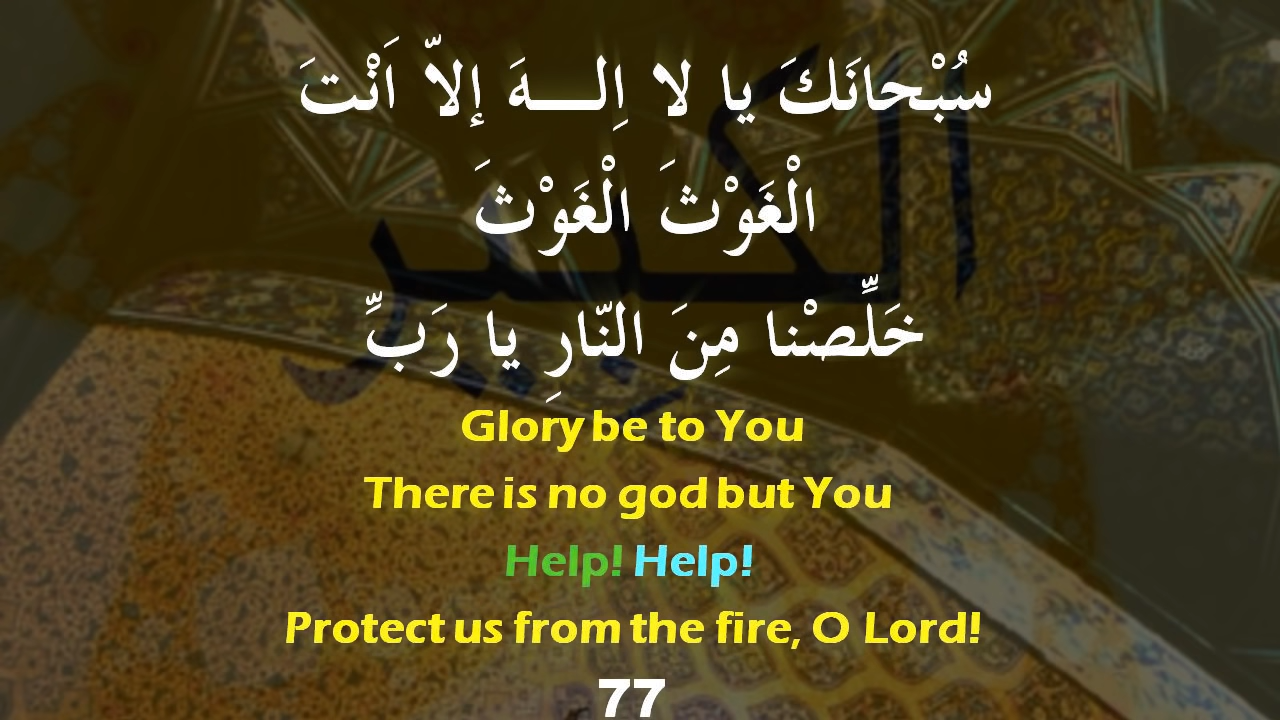 سُبْحانَكَ يا لا اِلـــهَ إلاّ اَنْتَ
الْغَوْثَ الْغَوْثَ
خَلِّصْنا مِنَ النّارِ يا رَبِّ
Glory be to You
There is no god but You
Help! Help!
Protect us from the fire, O Lord!
77